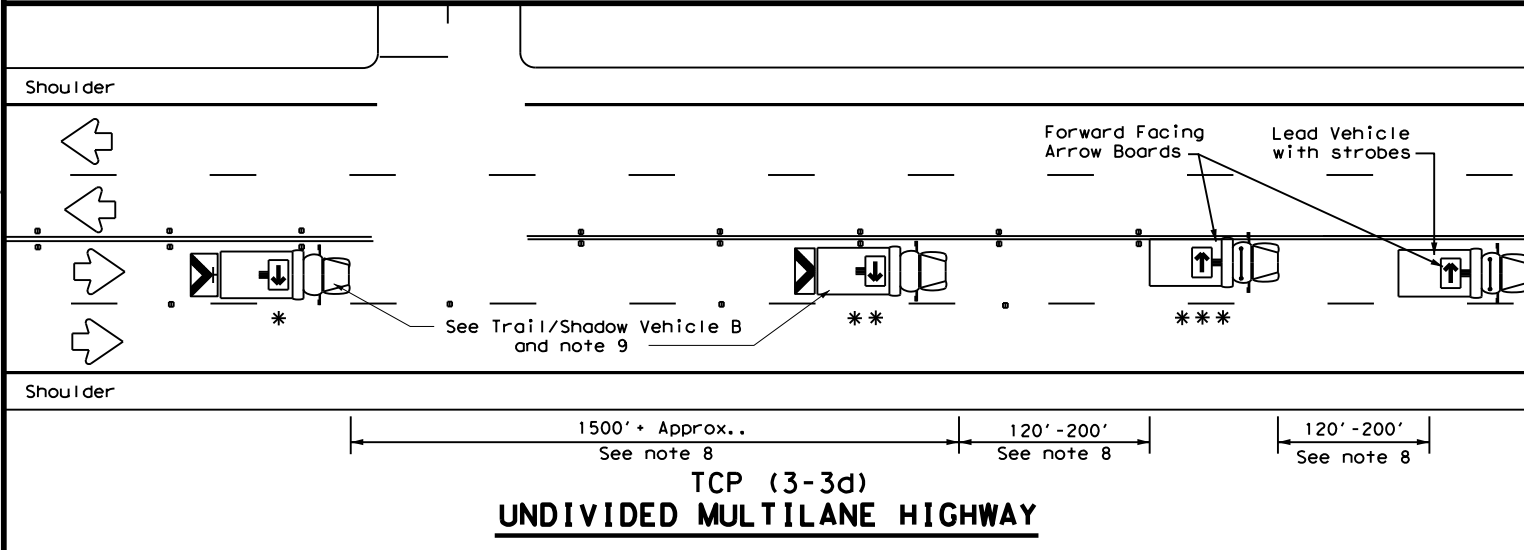 Shoulder
Forward Facing
Arrow Boards
Lead Vehicle
with strobes
*
**
***
See Trail/Shadow Vehicle B
and note 9
Shoulder
1500'+ Approx..
See note 8
120'-200'
See note 8
120'-200'
See note 8
TCP (3-3d)
UNDIVIDED MULTILANE HIGHWAY